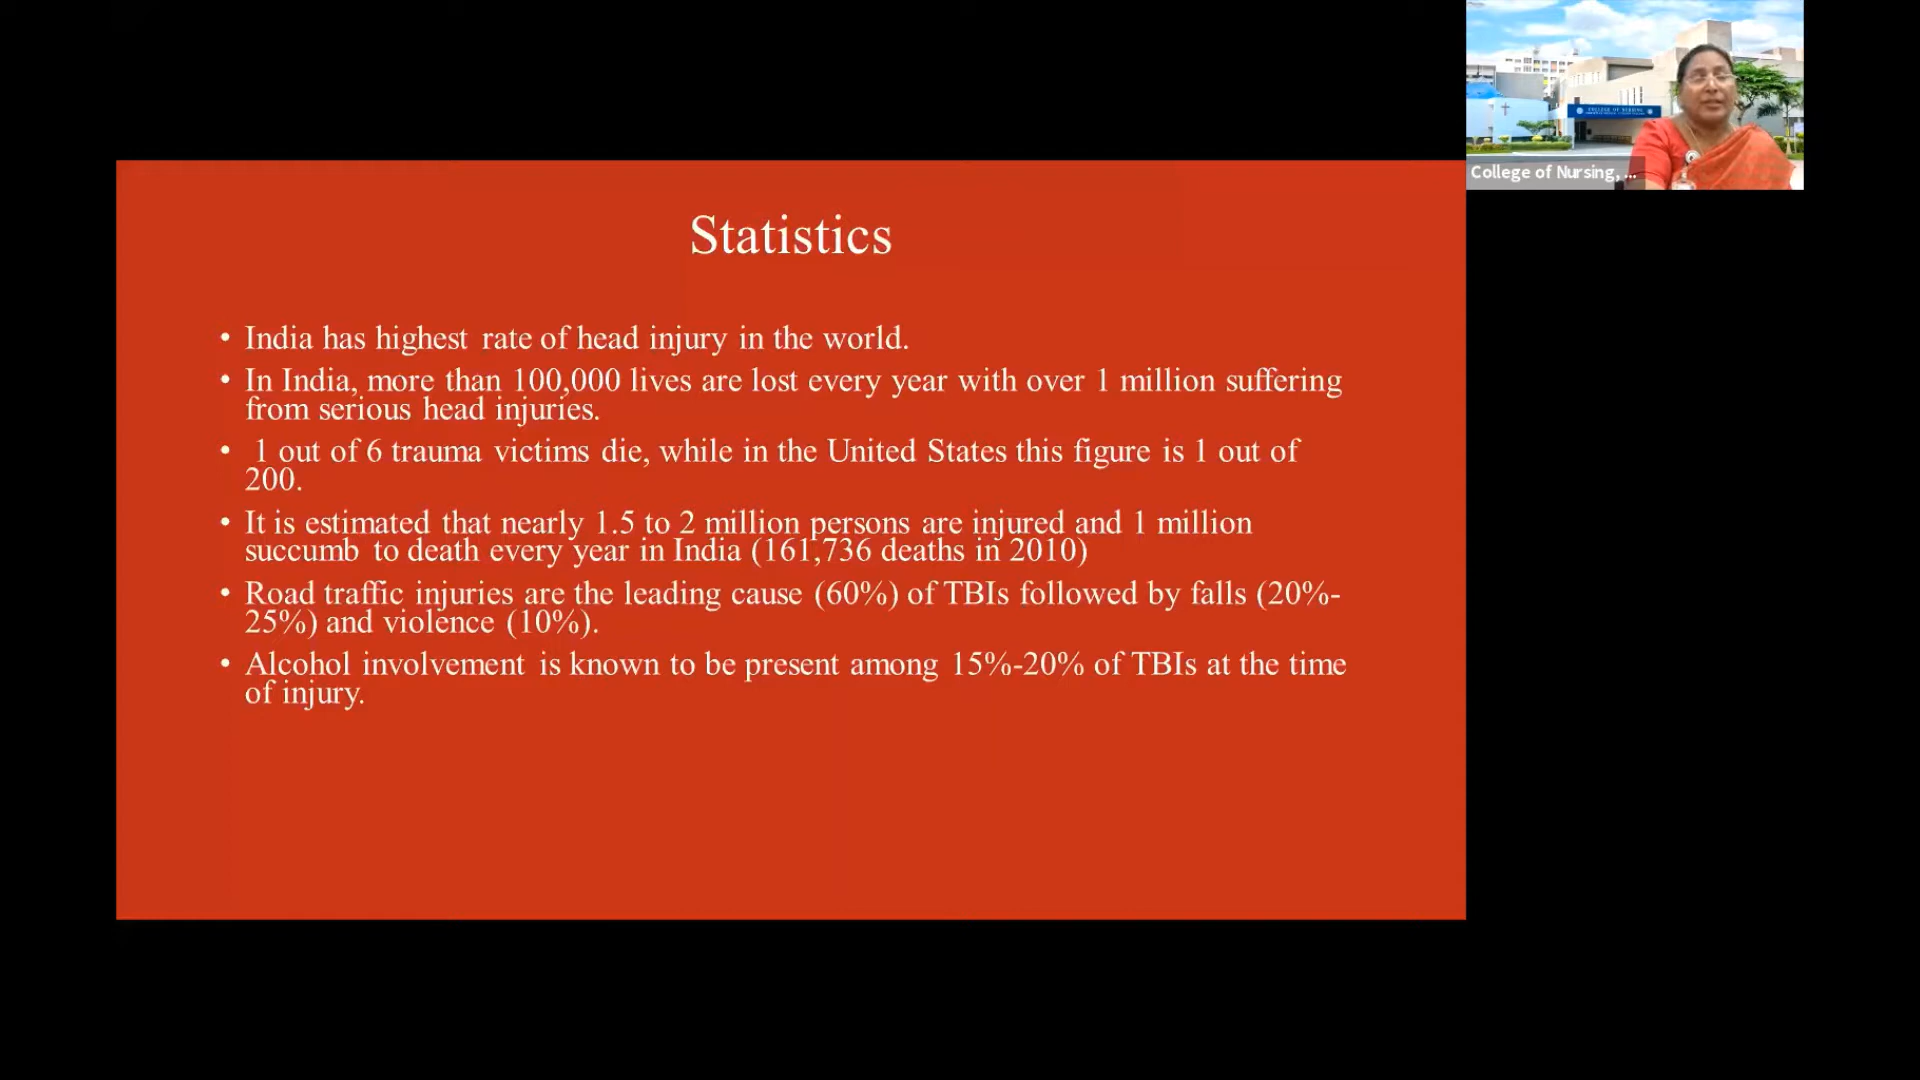 COLLEGE OF NURSING
College of Nursing, ...
Statistics
• India has highest rate of head injury in the world.
• In India, more than 100,000 lives are lost every year with over 1 million suffering
from serious head injuries.
• 1 out of 6 trauma victims die, while in the United States this figure is 1 out of
200.
• It is estimated that nearly 1.5 to 2 million persons are injured and 1 million
succumb to death every year in India (161,736 deaths in 2010)
• Road traffic injuries are the leading cause (60%) of TBIs followed by falls (20%-
25%) and violence (10%).
• Alcohol involvement is known to be present among 15%-20% of TBIs at the time
of injury.